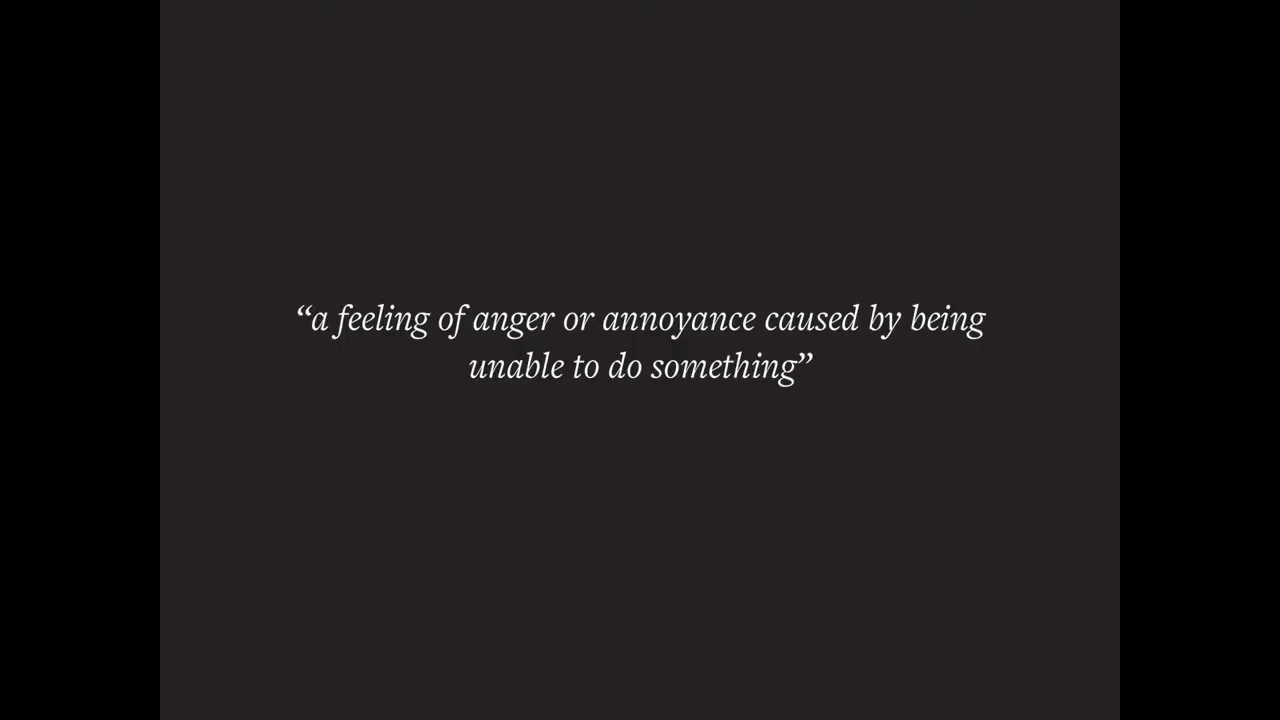 “a feeling of anger or annoyance caused by being
unable to do something”